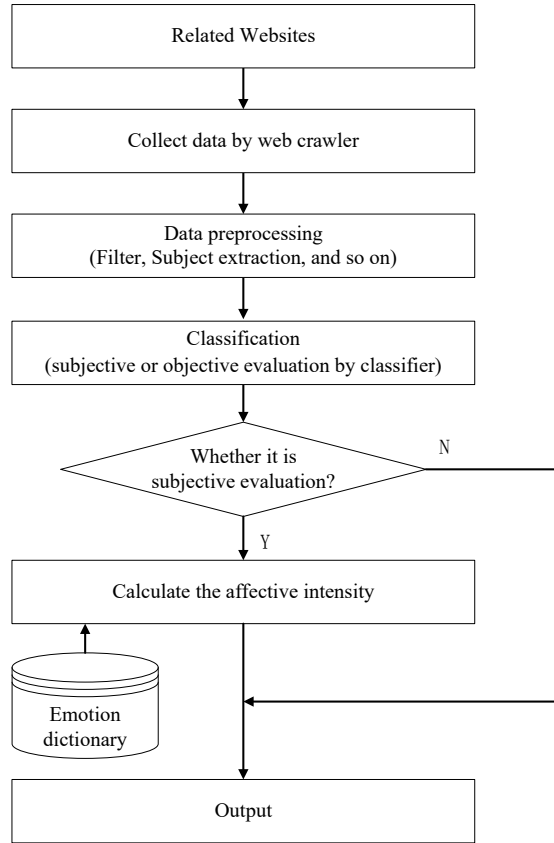 Related Websites
Collect data by web crawler
Data preprocessing
(Filter, Subject extraction, and so on)
Classification
(subjective or objective evaluation by classifier)
Whether it is
subjective evaluation?
N
Y
Calculate the affective intensity
Emotion
dictionary
Output